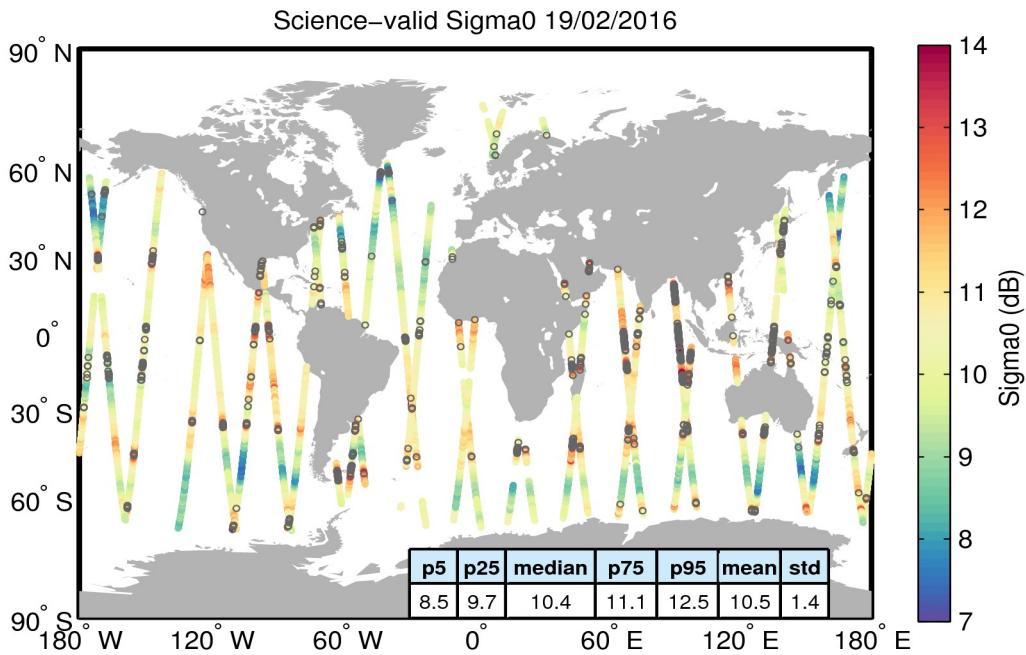 Science−valid Sigma0 19/02/2016
90° N
60° N
30° N
0°
30° S
60° S
90° S
180° W
120° W
60° W
0°
60° E
120° E
180° E
p5 p25 median p75 p95 mean std
8.5 9.7 10.4 11.1 12.5 10.5 1.4
14
13
12
11
10
9
8
7
Sigma0 (dB)